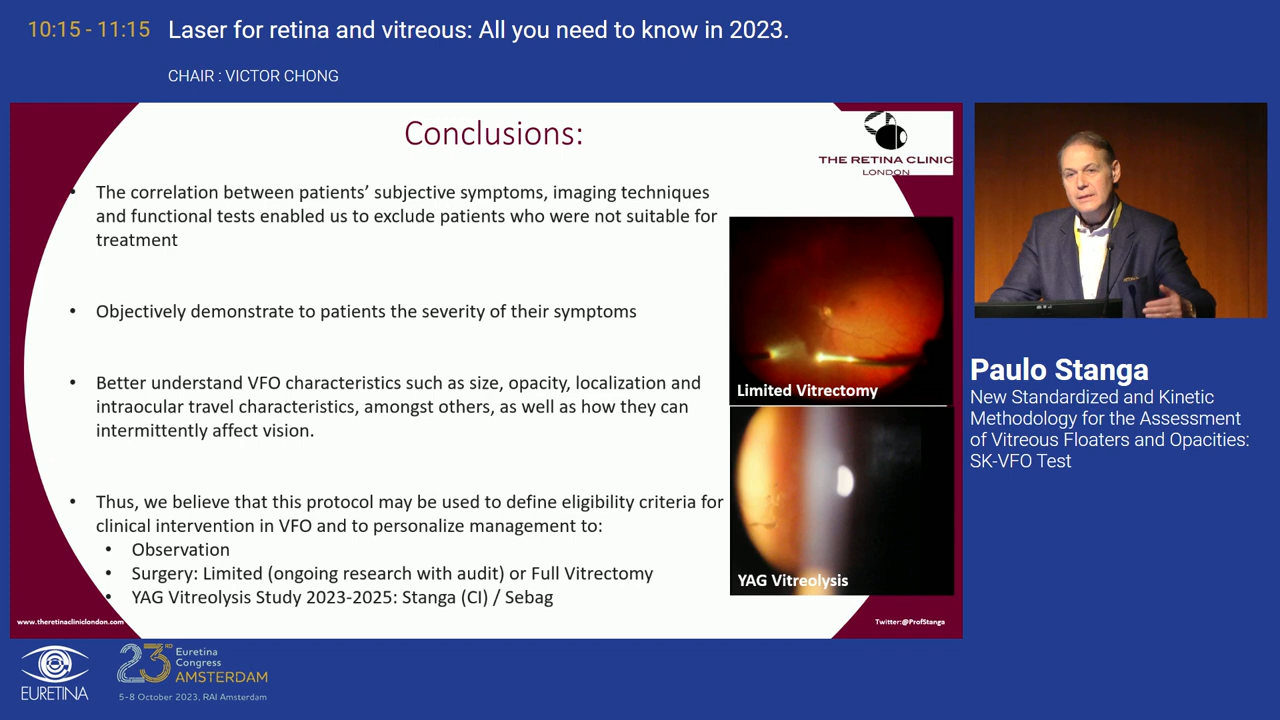 10:15 - 11:15
Laser for retina and vitreous: All you need to know in 2023.
CHAIR : VICTOR CHONG
Conclusions:
THE RETINA CLINIC
LONDON
• The correlation between patients’ subjective symptoms, imaging techniques
and functional tests enabled us to exclude patients who were not suitable for
treatment
• Objectively demonstrate to patients the severity of their symptoms
• Better understand VFO characteristics such as size, opacity, localization and
intraocular travel characteristics, amongst others, as well as how they can
intermittently affect vision.
• Thus, we believe that this protocol may be used to define eligibility criteria for
clinical intervention in VFO and to personalize management to:
• Observation
• Surgery: Limited (ongoing research with audit) or Full Vitrectomy
• YAG Vitreolysis Study 2023-2025: Stanga (CI) / Sebag
Limited Vitrectomy
YAG Vitreolysis
www.theretinacliniclondon.com
Twitter:@ProfStanga
Paulo Stanga
New Standardized and Kinetic
Methodology for the Assessment
of Vitreous Floaters and Opacities:
SK-VFO Test
EURETINA
23RD
Euretina
Congress
AMSTERDAM
5-8 October 2023, RAI Amsterdam